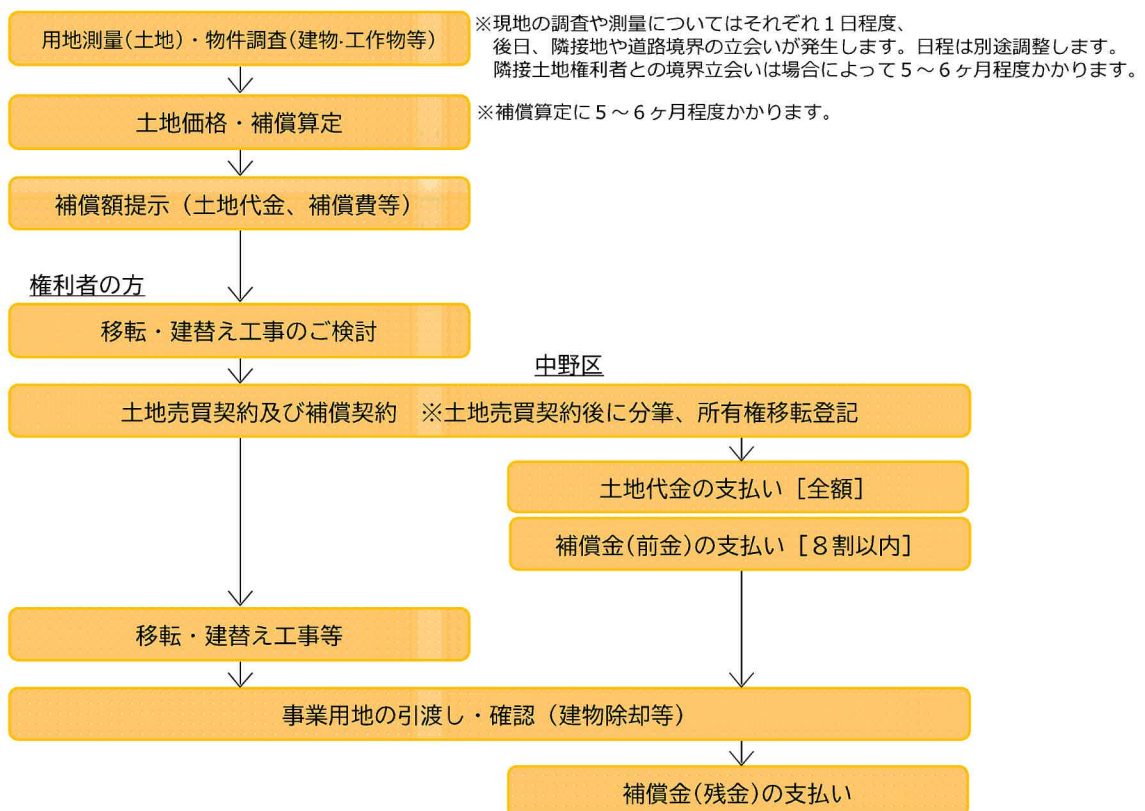 用地測量(土地)・物件調査(建物·工作物等)
※現地の調査や測量についてはそれぞれ１日程度、
後日、隣接地や道路境界の立会いが発生します。日程は別途調整します。
隣接土地権利者との境界立会いは場合によって５～６ヶ月程度かかります。
土地価格・補償算定
※補償算定に５～６ヶ月程度かかります。
補償額提示（土地代金、補償費等）
権利者の方
移転・建替え工事のご検討
中野区
土地売買契約及び補償契約　※土地売買契約後に分筆、所有権移転登記
土地代金の支払い［全額］
補償金(前金)の支払い［８割以内］
移転・建替え工事等
事業用地の引渡し・確認（建物除却等）
補償金(残金)の支払い